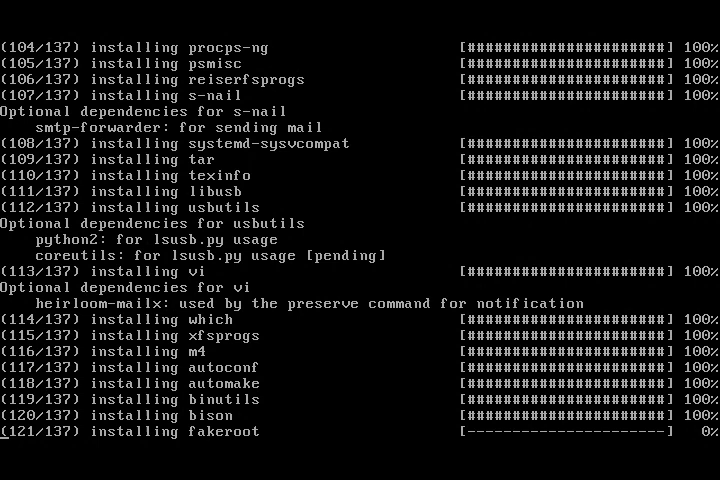 (104/137) installing procps-ng [######################] 100%
(105/137) installing psmisc [######################] 100%
(106/137) installing reiserfsprogs [######################] 100%
(107/137) installing s-nail [######################] 100%
Optional dependencies for s-nail
    smtp-forwarder: for sending mail
(108/137) installing systemd-sysvcompat [######################] 100%
(109/137) installing tar [######################] 100%
(110/137) installing texinfo [######################] 100%
(111/137) installing libusb [######################] 100%
(112/137) installing usbutils [######################] 100%
Optional dependencies for usbutils
    python2: for lsusb.py usage
    coreutils: for lsusb.py usage [pending]
(113/137) installing vi [######################] 100%
Optional dependencies for vi
    heirloom-mailx: used by the preserve command for notification
(114/137) installing which [######################] 100%
(115/137) installing xfsprogs [######################] 100%
(116/137) installing m4 [######################] 100%
(117/137) installing autoconf [######################] 100%
(118/137) installing automake [######################] 100%
(119/137) installing binutils [######################] 100%
(120/137) installing bison [######################] 100%
(121/137) installing fakeroot [----------------------] 0%